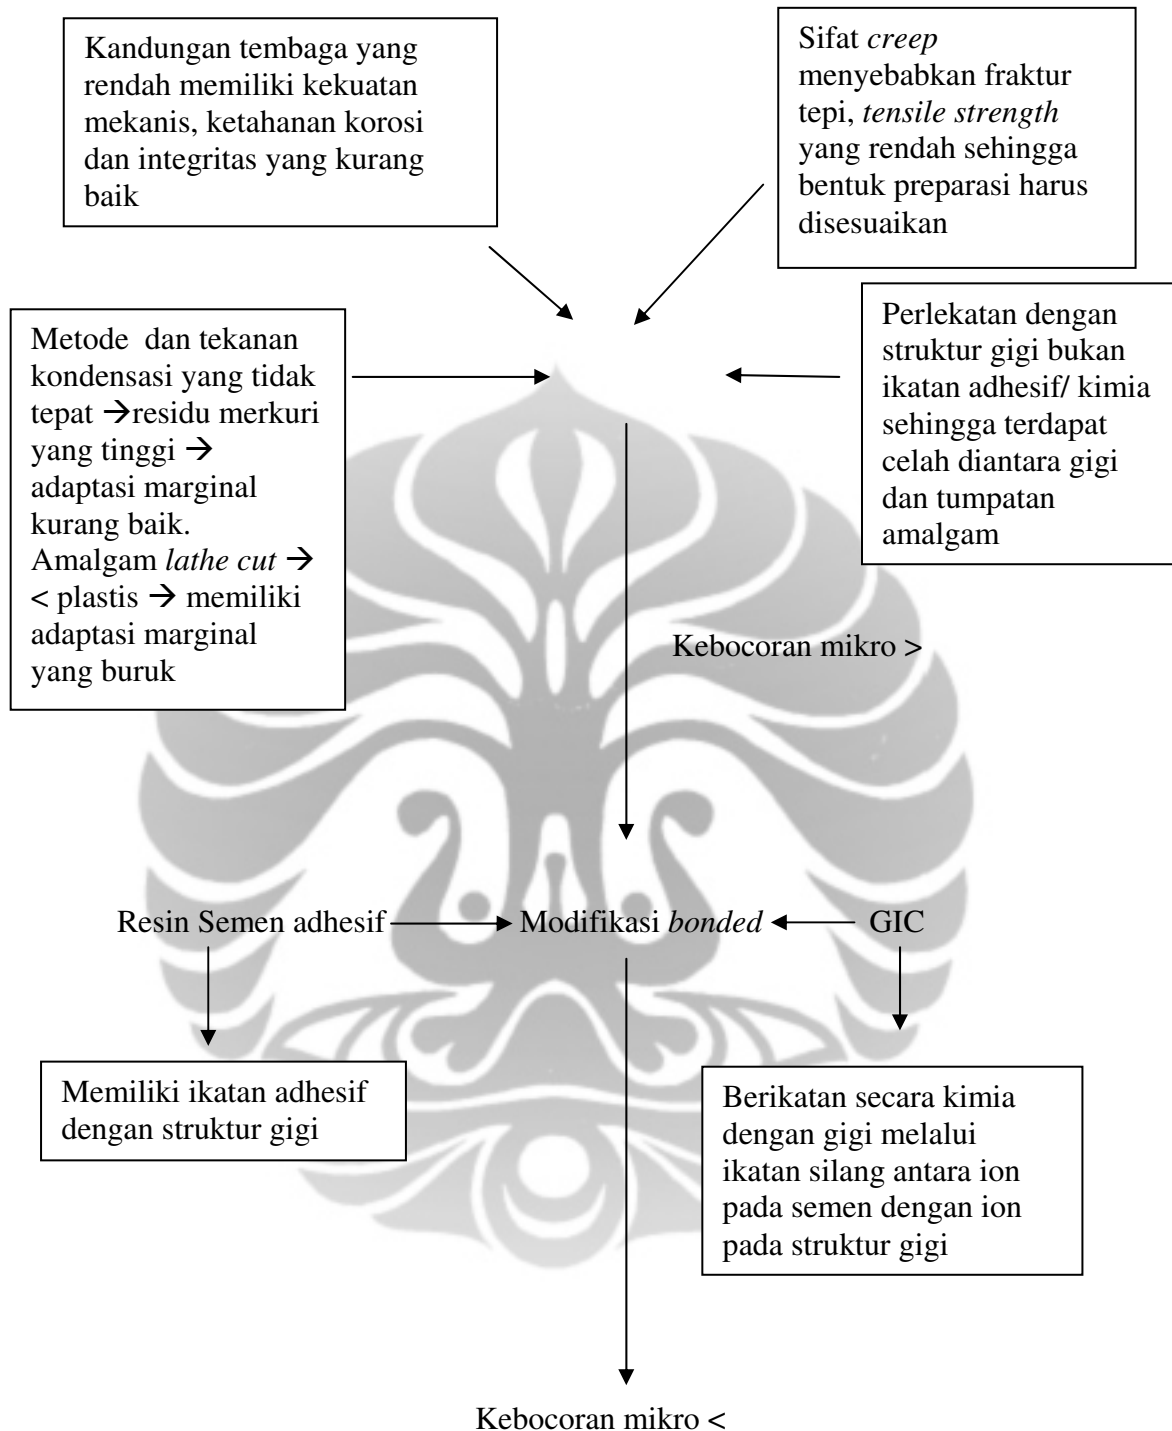 Kandungan tembaga yang
rendah memiliki kekuatan
mekanis, ketahanan korosi
dan integritas yang kurang
baik
Sifat creep
menyebabkan fraktur
tepi, tensile strength
yang rendah sehingga
bentuk preparasi harus
disesuaikan
Metode dan tekanan
kondensasi yang tidak
tepat →residu merkuri
yang tinggi →
adaptasi marginal
kurang baik.
Amalgam lathe cut →
< plastis → memiliki
adaptasi marginal
yang buruk
Perlekatan dengan
struktur gigi bukan
ikatan adhesif/ kimia
sehingga terdapat
celah diantara gigi
dan tumpatan
amalgam
Kebocoran mikro >
Resin Semen adhesif
Modifikasi bonded
GIC
Memiliki ikatan adhesif
dengan struktur gigi
Berikatan secara kimia
dengan gigi melalui
ikatan silang antara ion
pada semen dengan ion
pada struktur gigi
Kebocoran mikro <